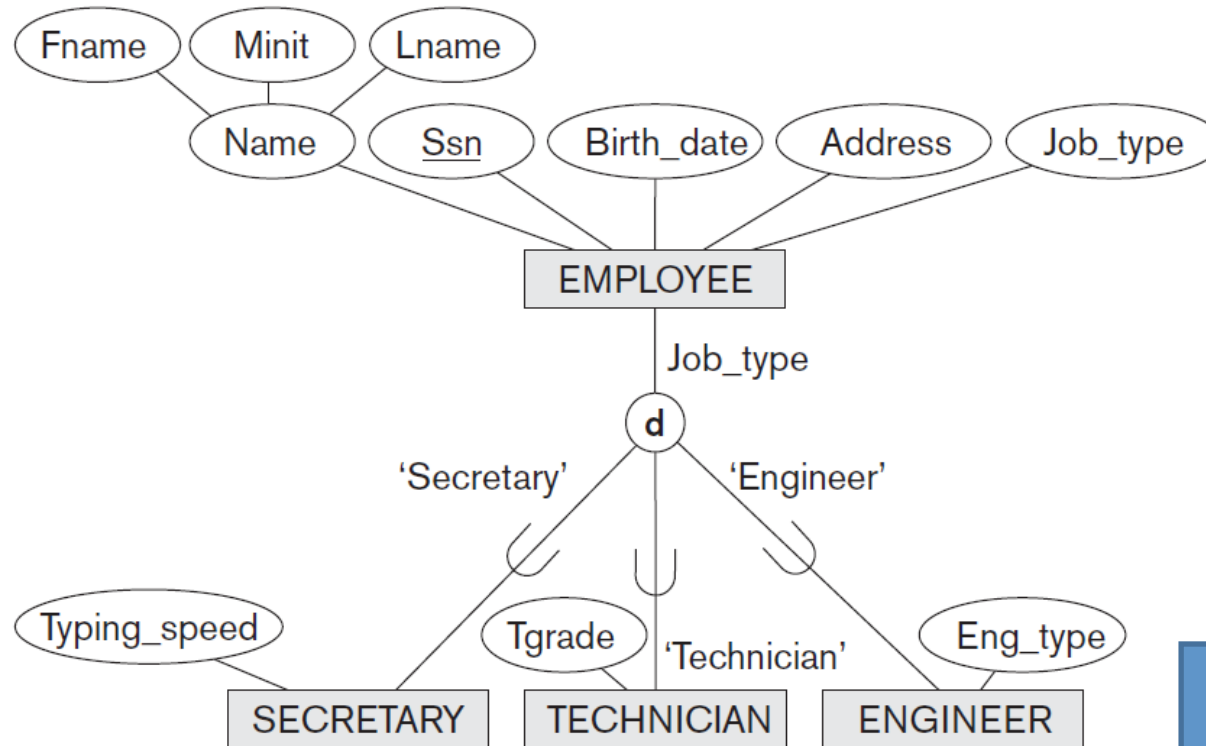 Fname Minit Lname
Name Ssn Birth_date Address Job_type
EMPLOYEE
Job_type
d
‘Secretary’ ‘Engineer’
Typing_speed Tgrade ‘Technician’ Eng_type
SECRETARY TECHNICIAN ENGINEER